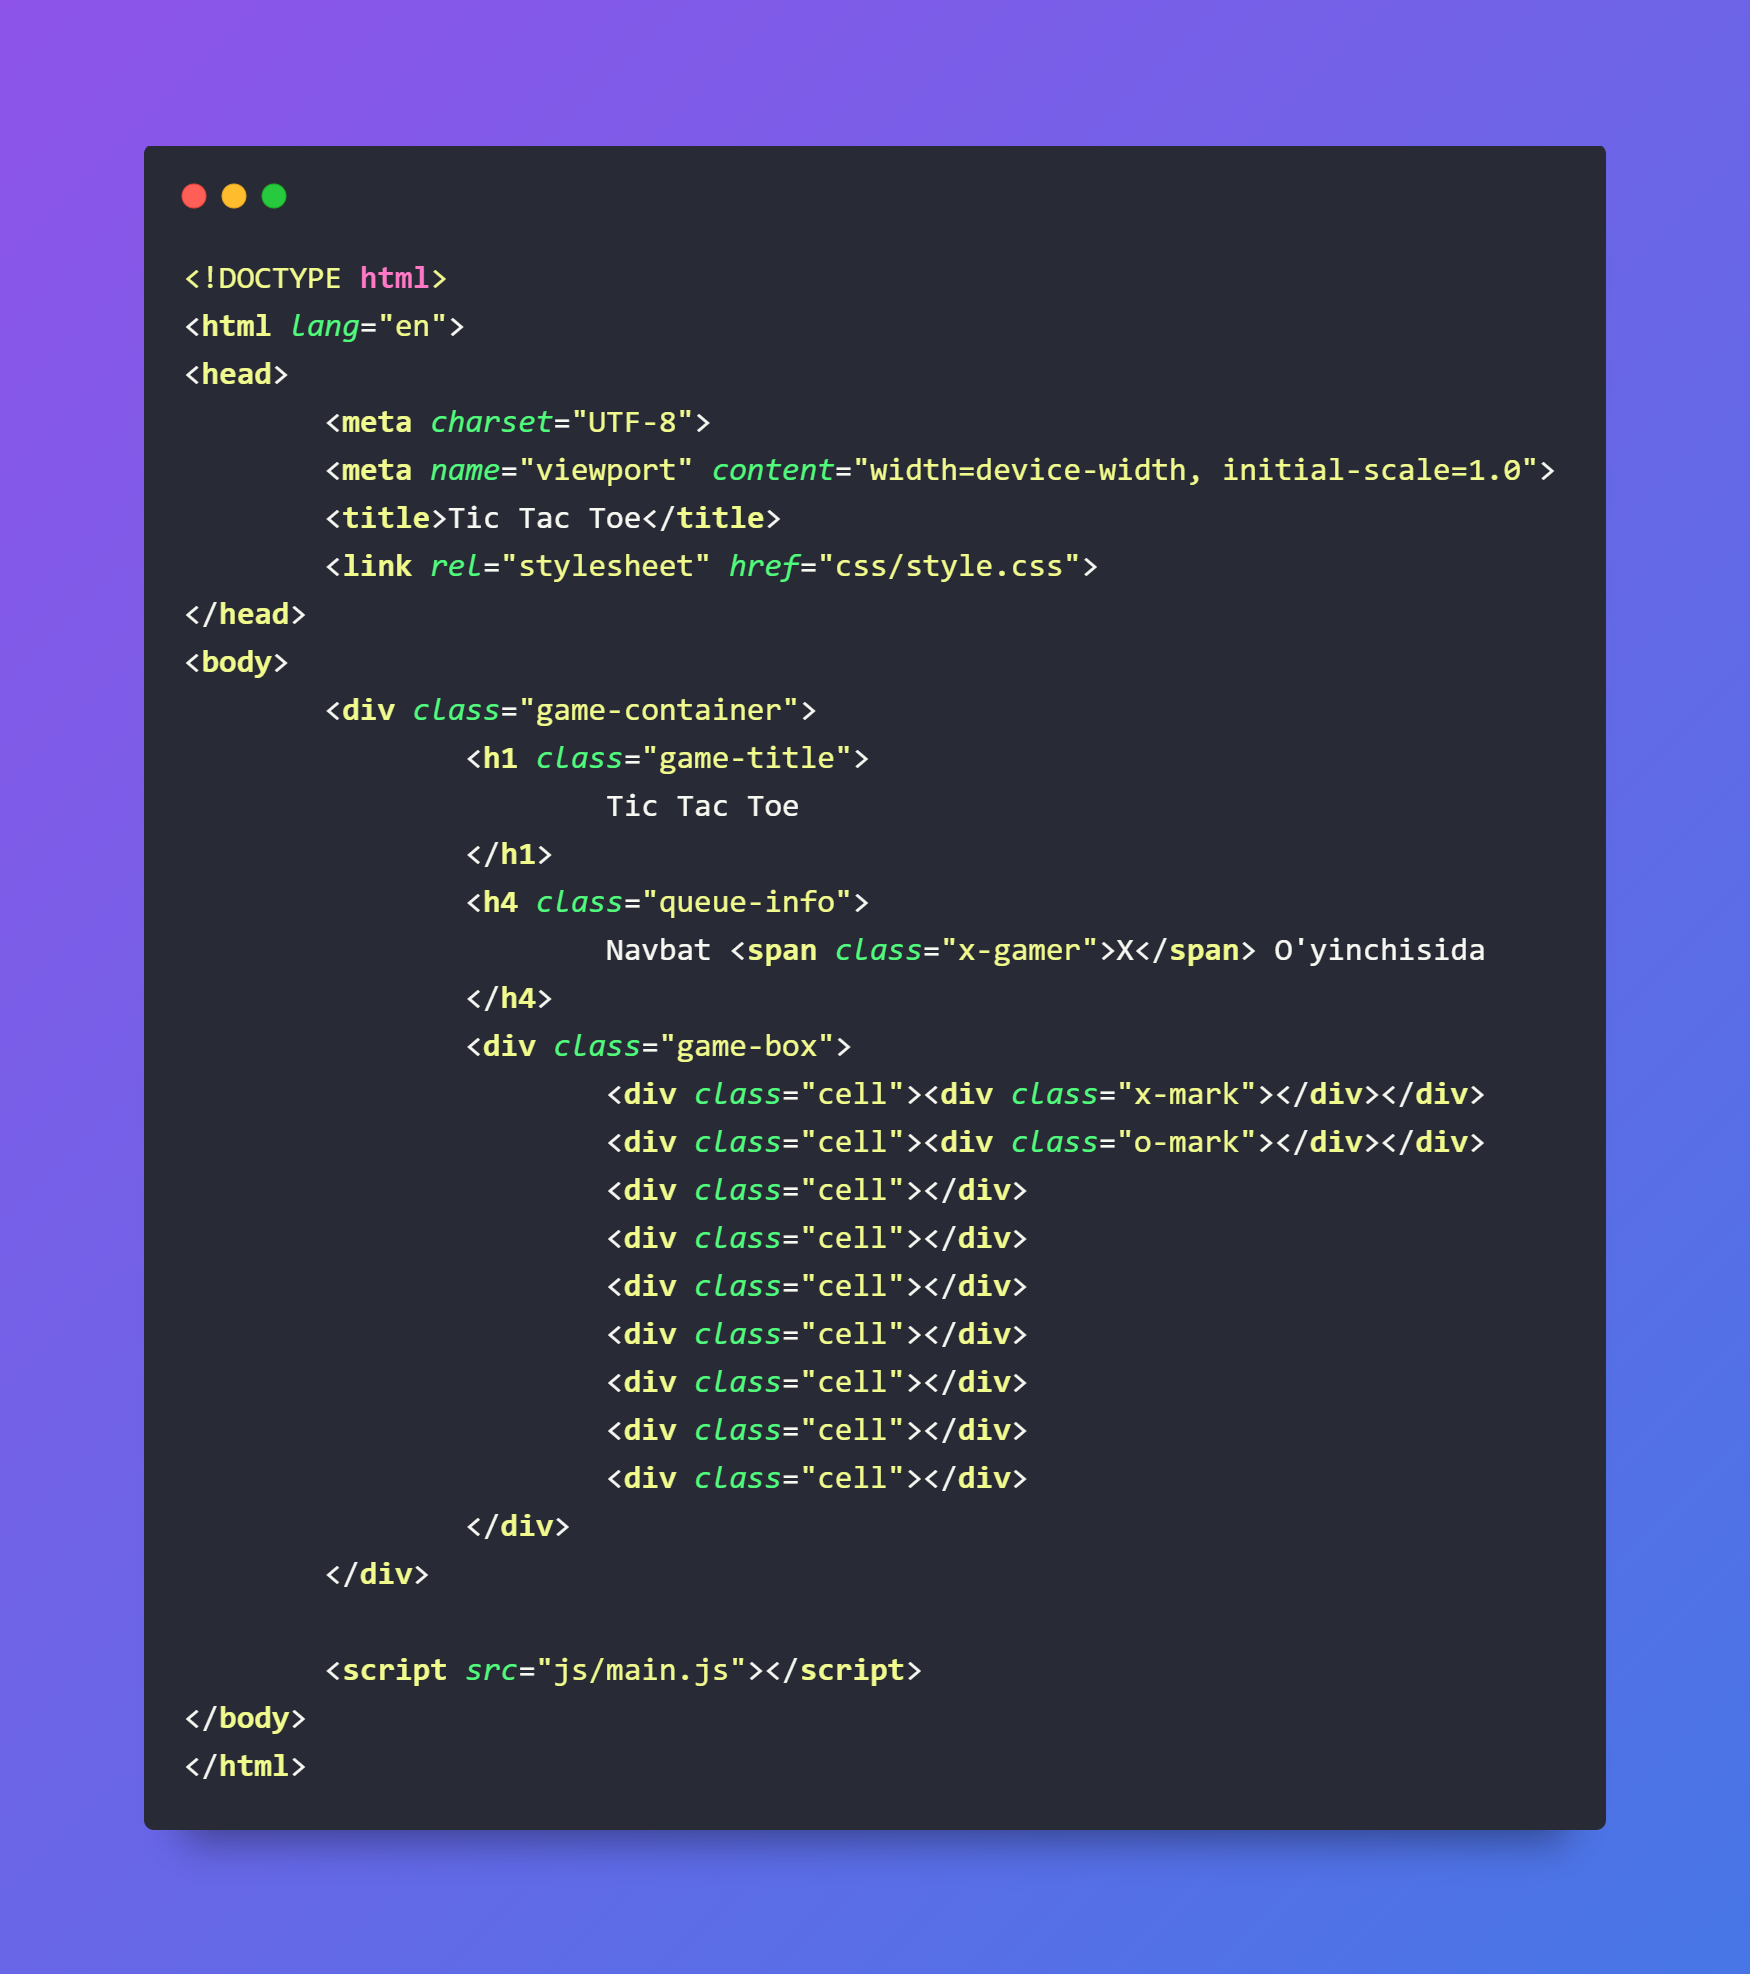 <!DOCTYPE html>
<html lang="en">
<head>
        <meta charset="UTF-8">
        <meta name="viewport" content="width=device-width, initial-scale=1.0">
        <title>Tic Tac Toe</title>
        <link rel="stylesheet" href="css/style.css">
</head>
<body>
        <div class="game-container">
                <h1 class="game-title">
                        Tic Tac Toe
                </h1>
                <h4 class="queue-info">
                        Navbat <span class="x-gamer">X</span> O'yinchisida
                </h4>
                <div class="game-box">
                        <div class="cell"><div class="x-mark"></div></div>
                        <div class="cell"><div class="o-mark"></div></div>
                        <div class="cell"></div>
                        <div class="cell"></div>
                        <div class="cell"></div>
                        <div class="cell"></div>
                        <div class="cell"></div>
                        <div class="cell"></div>
                        <div class="cell"></div>
                </div>
        </div>

        <script src="js/main.js"></script>
</body>
</html>